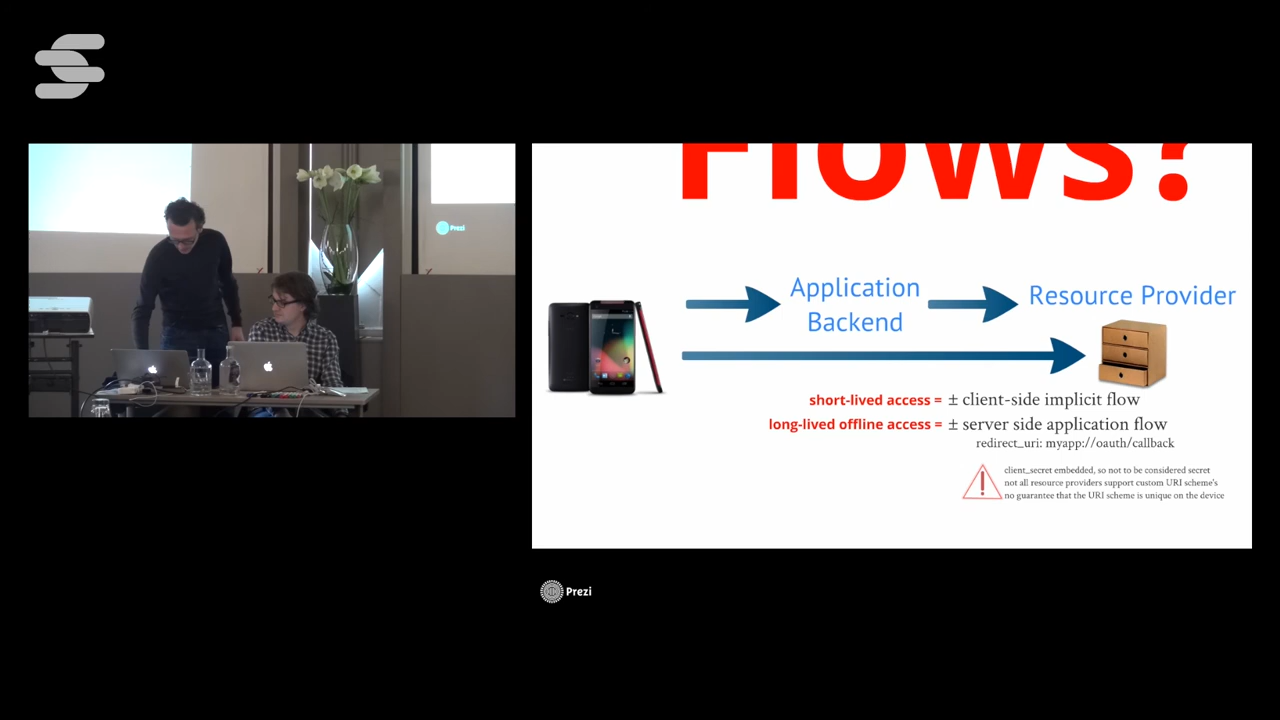 Flows?
Application
Backend
Resource Provider
short-lived access = ± client-side implicit flow
long-lived offline access = ± server side application flow
redirect_uri: myapp://oauth/callback
client_secret embedded, so not to be considered secret
not all resource providers support custom URI scheme's
no guarantee that the URI scheme is unique on the device
Prezi
Prezi